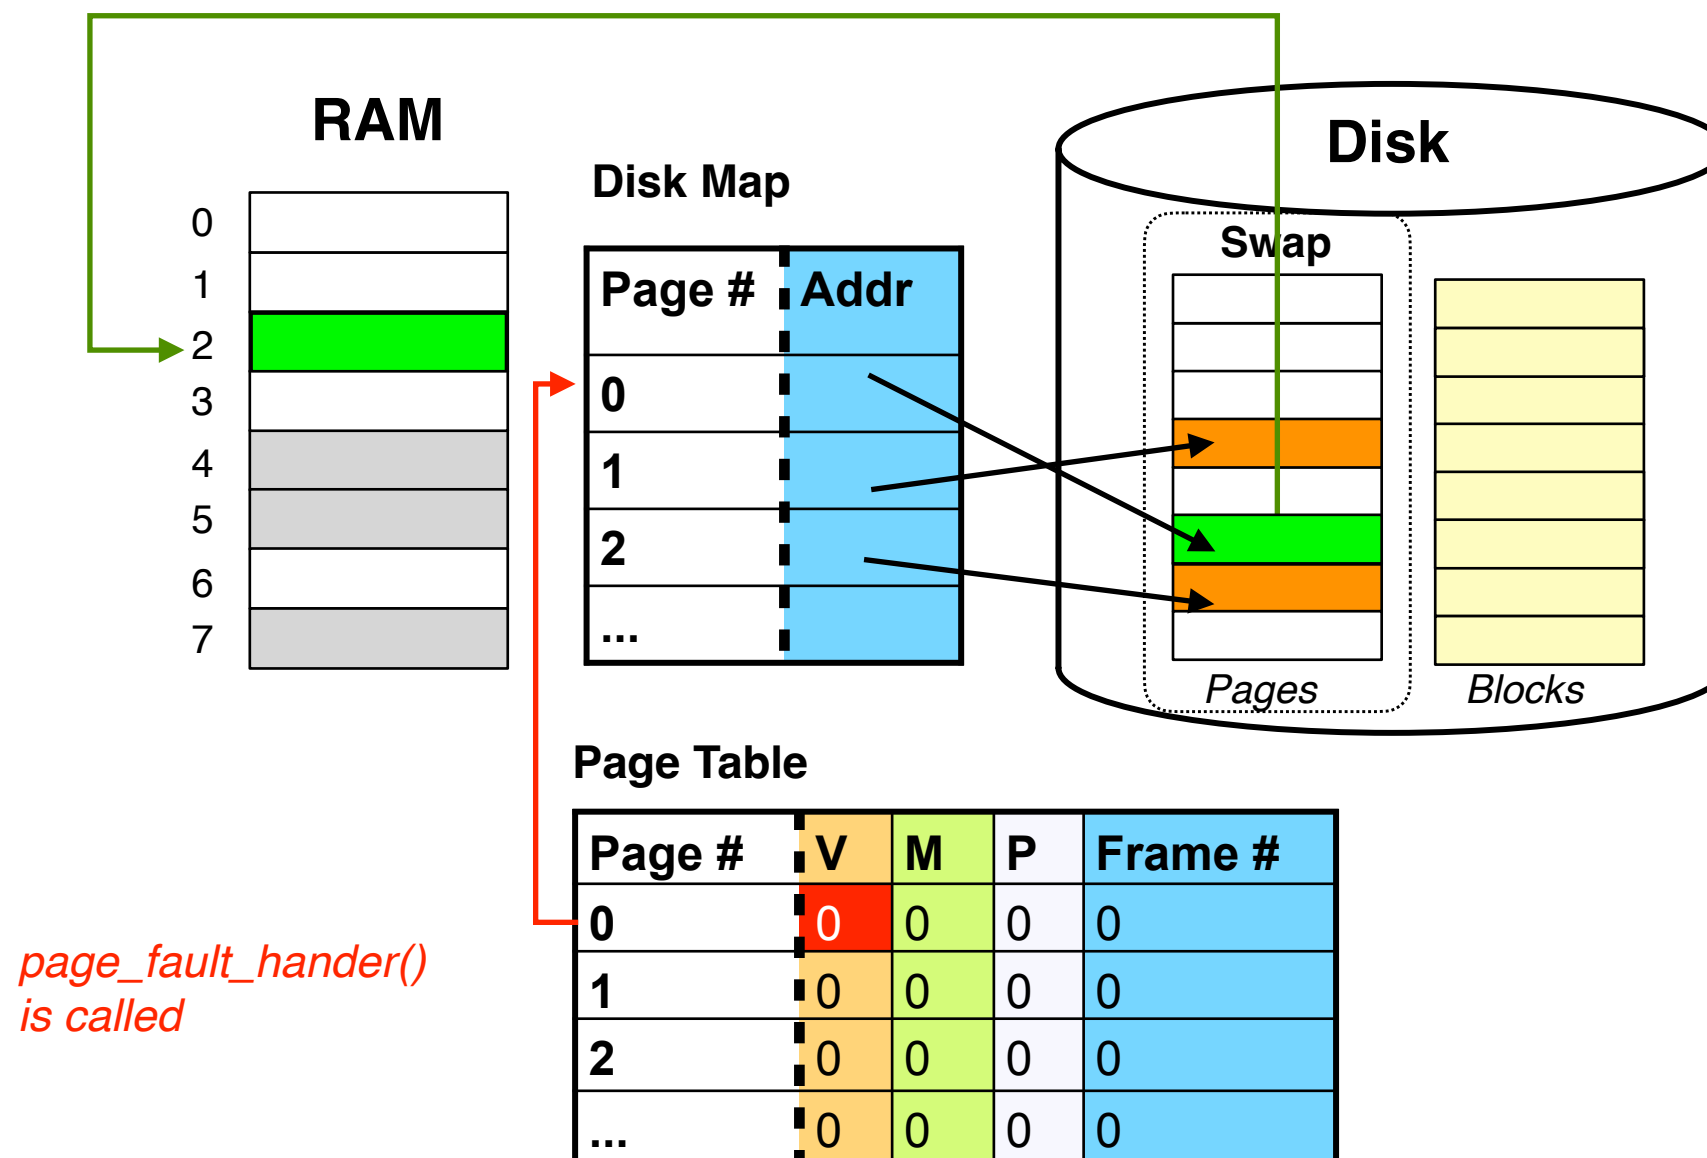 RAM
Disk
Disk Map
Swap
0
1
2
3
4
5
6
7
Page # Addr
0
1
2
...
Pages
Blocks
Page Table
Page # V M P Frame #
0 0 0 0 0
1 0 0 0 0
2 0 0 0 0
... 0 0 0 0
page_fault_hander()
is called